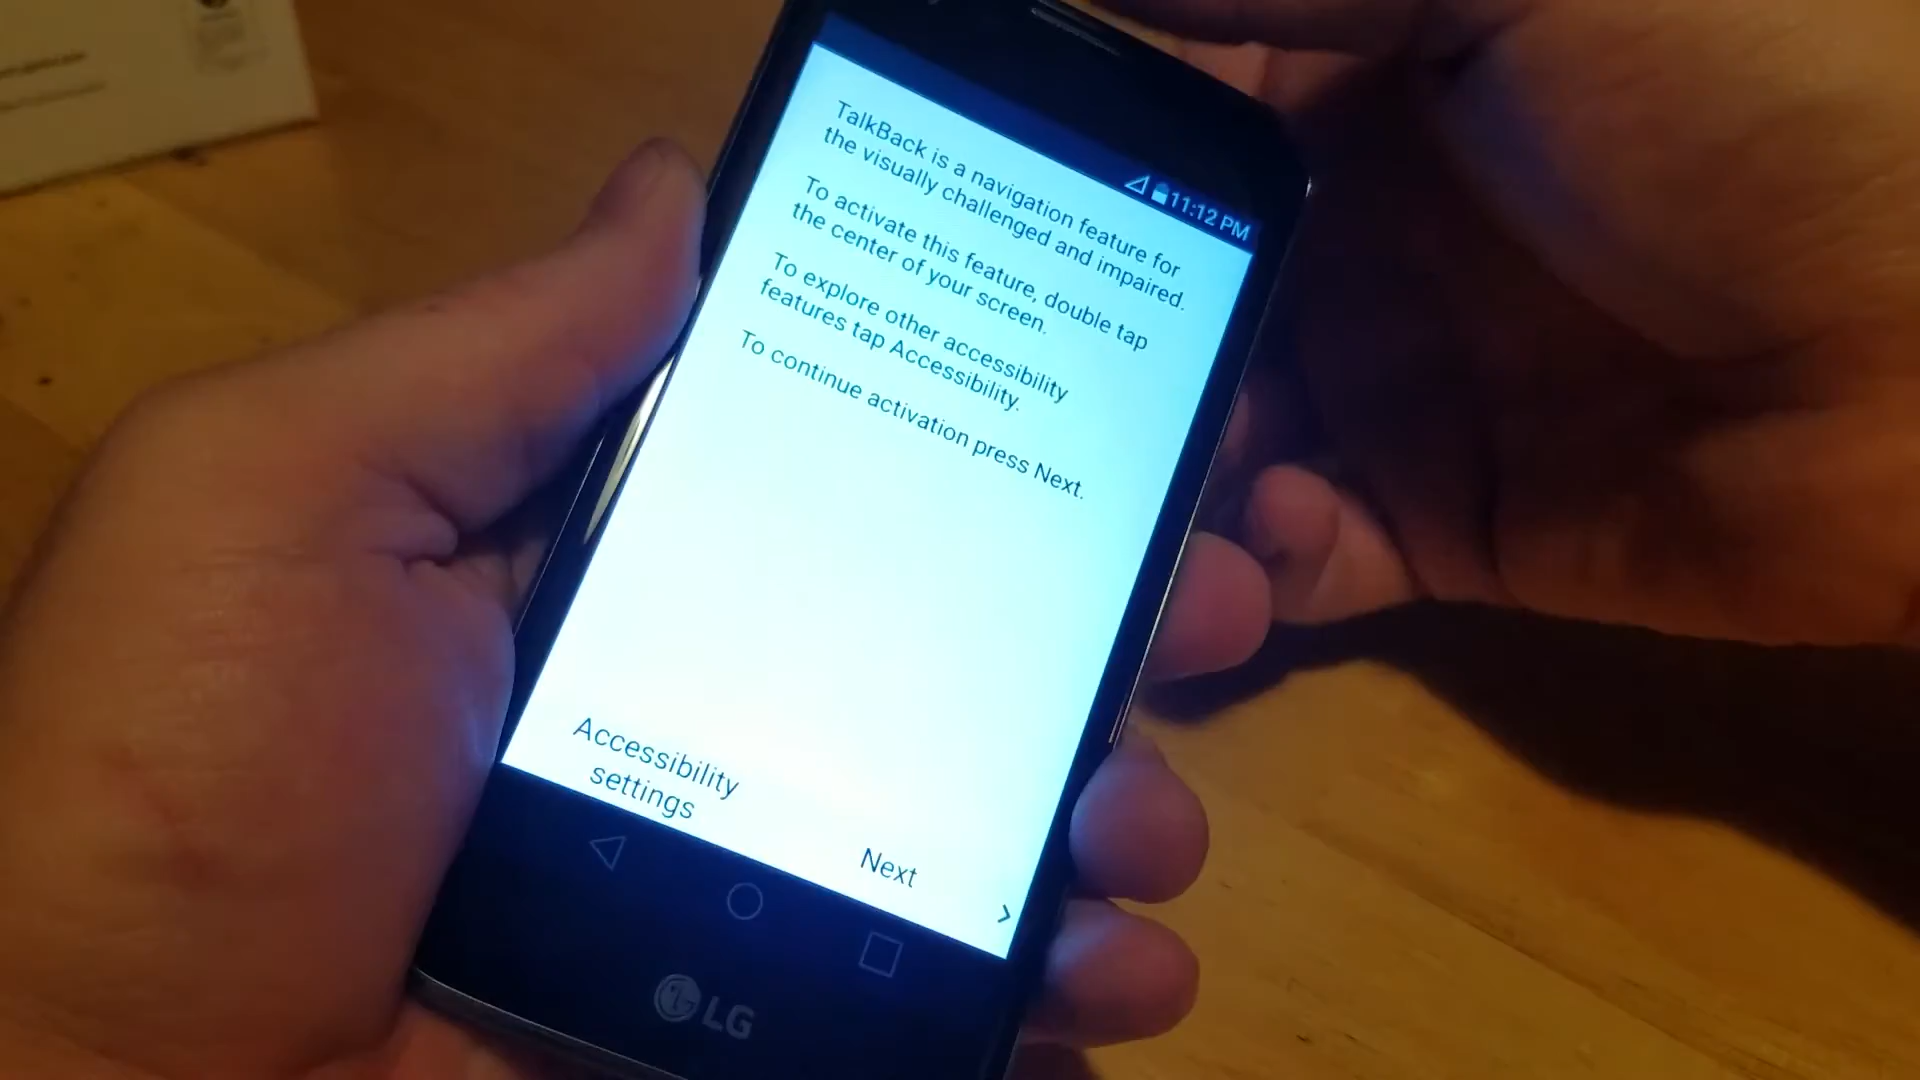 11:12 PM
TalkBack is a navigation feature for
the visually challenged and impaired.
To activate this feature, double tap
the center of your screen.
To explore other accessibility
features tap Accessibility.
To continue activation press Next.
Accessibility
settings
Next
LG